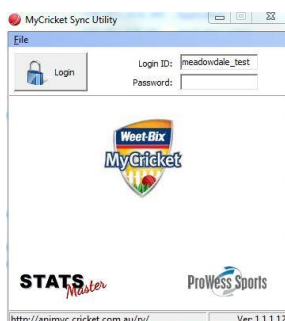 MyCricket Sync Utility
File
Login
Login ID: meadowdale_test
Password:
Weet-Bix
MyCricket
STATS Master
ProWess Sports
http://apimyc.cricket.com.au/rv/ Ver: 1.1.1.12